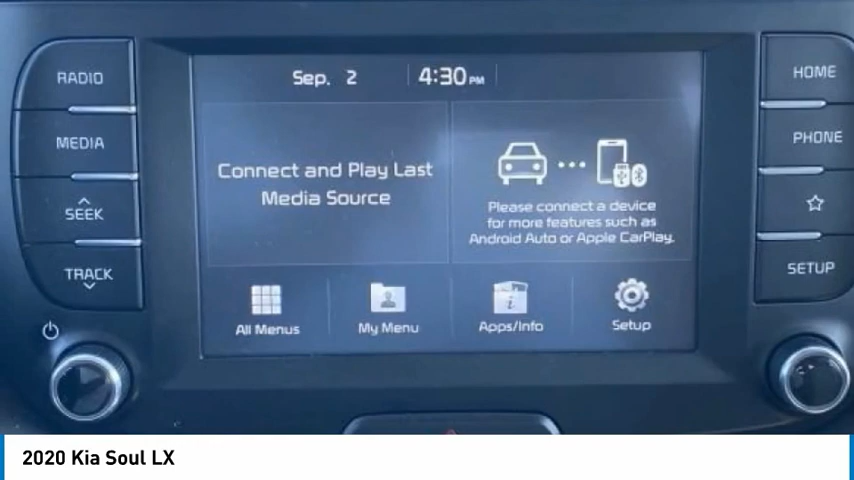 RADIO
MEDIA
SEEK
TRACK
Sep. 2
4:30 PM
Connect and Play Last
Media Source
Please connect a device
for more features such as
Android Auto or Apple CarPlay.
All Menus
My Menu
Apps/Info
Setup
HOME
PHONE
SETUP
2020 Kia Soul LX